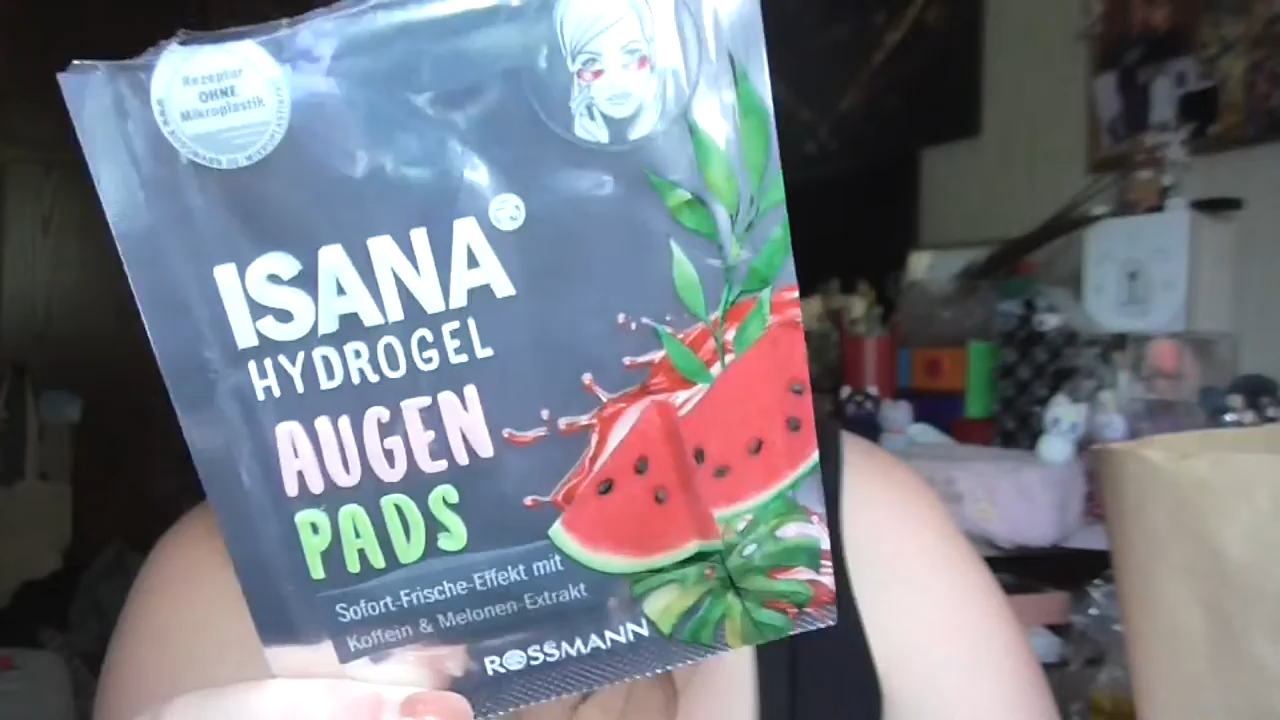 Rezeptur
OHNE
Mikroplastik
ISANA®
HYDROGEL
AUGEN
PADS
Sofort-Frische-Effekt mit
Koffein & Melonen-Extrakt
ROSSMANN